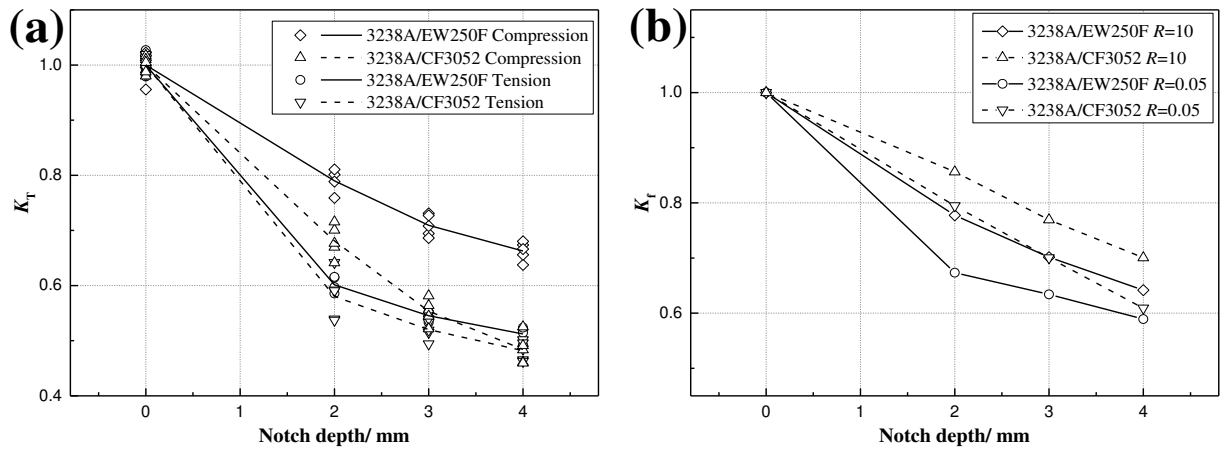 (a)
3238A/EW250F Compression
3238A/CF3052 Compression
3238A/EW250F Tension
3238A/CF3052 Tension
1.0
0.8
0.6
0.4
K_T
0 1 2 3 4
Notch depth/ mm
(b)
3238A/EW250F R=10
3238A/CF3052 R=10
3238A/EW250F R=0.05
3238A/CF3052 R=0.05
1.0
0.8
0.6
K_f
0 1 2 3 4
Notch depth/ mm